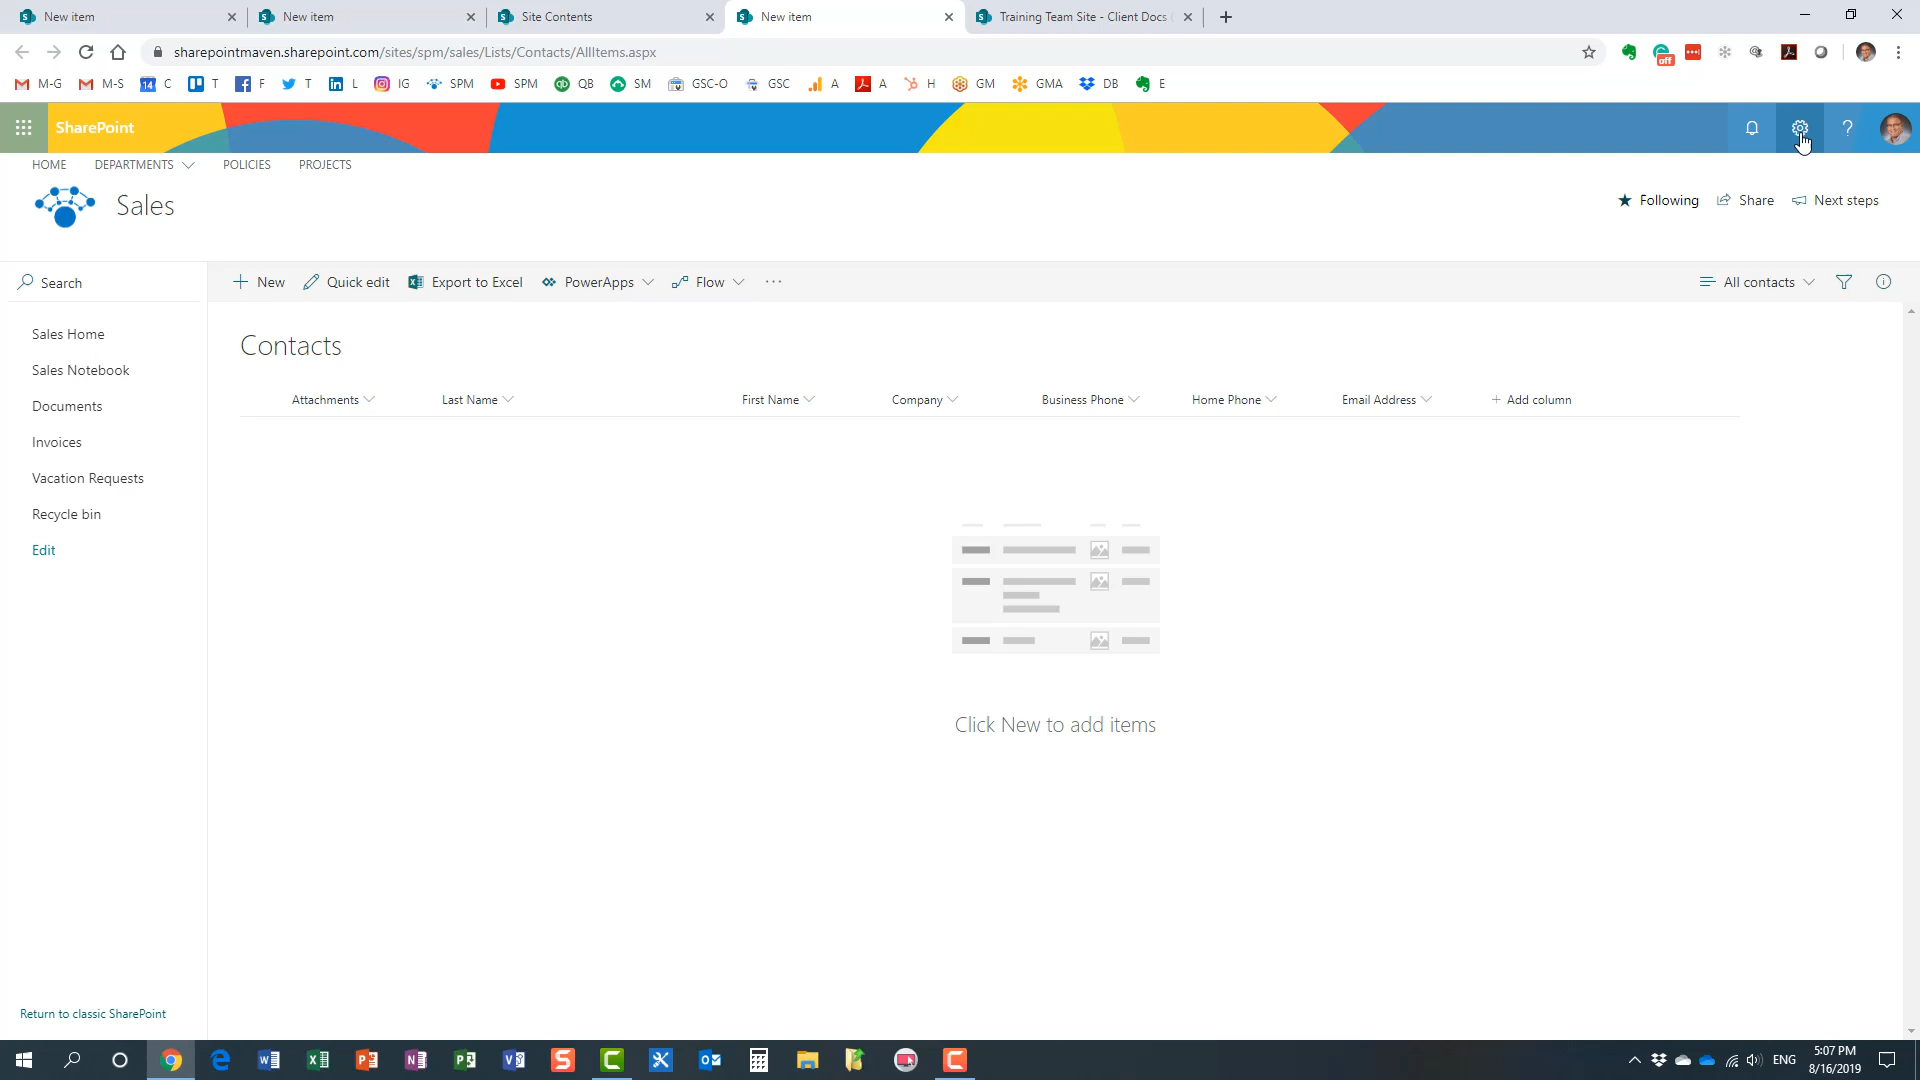 New item
New item
Site Contents
New item
Training Team Site - Client Docs
sharepointmaven.sharepoint.com/sites/spm/sales/Lists/Contacts/AllItems.aspx
off
M-G
M-S
14
C
T
F
T
L
IG
SPM
SPM
QB
SM
GSC-O
GSC
A
A
H
GM
GMA
DB
E
SharePoint
HOME
DEPARTMENTS
POLICIES
PROJECTS
Sales
Following
Share
Next steps
Search
New
Quick edit
Export to Excel
PowerApps
Flow
All contacts
Sales Home
Sales Notebook
Documents
Invoices
Vacation Requests
Recycle bin
Edit
Contacts
Attachments
Last Name
First Name
Company
Business Phone
Home Phone
Email Address
Add column
Click New to add items
Return to classic SharePoint
ENG
5:07 PM
8/16/2019